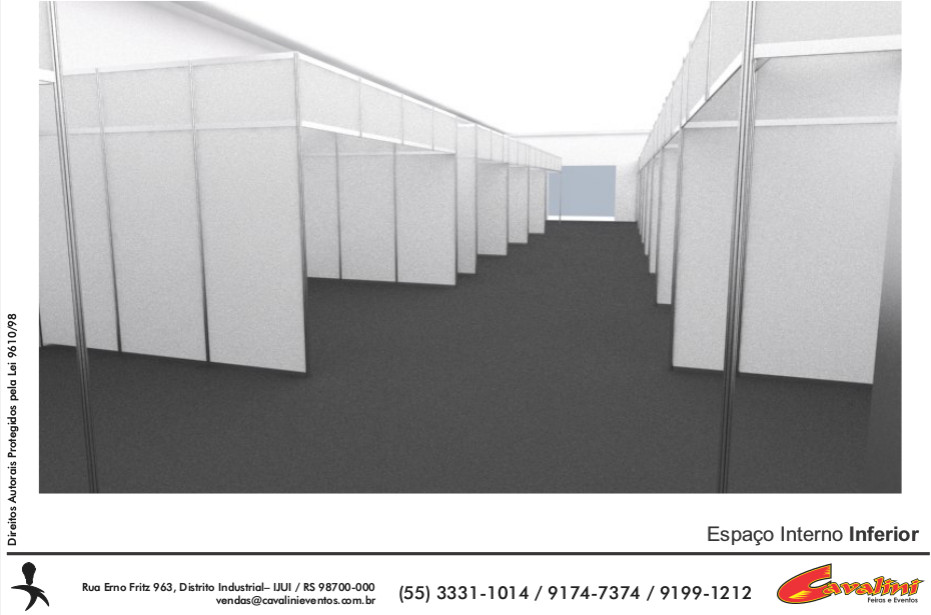 Direitos Autorais Protegidos pela Lei 9610/98
Espaço Interno Inferior
Rua Erno Fritz 963, Distrito Industrial– IJUI / RS 98700-000
vendas@cavalinieventos.com.br
(55) 3331-1014 / 9174-7374 / 9199-1212
Cavalini
Feiras e Eventos